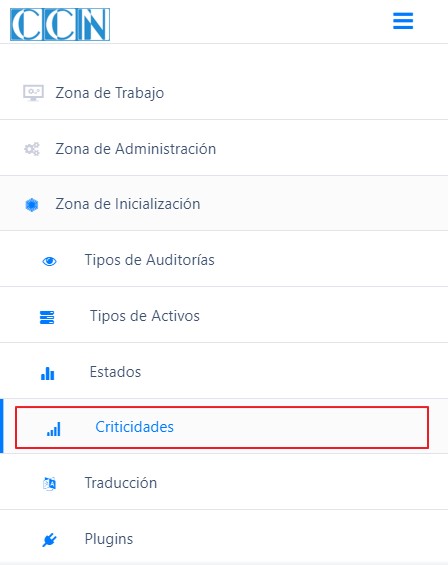 CCN
Zona de Trabajo
Zona de Administración
Zona de Inicialización
Tipos de Auditorías
Tipos de Activos
Estados
Criticidades
Traducción
Plugins